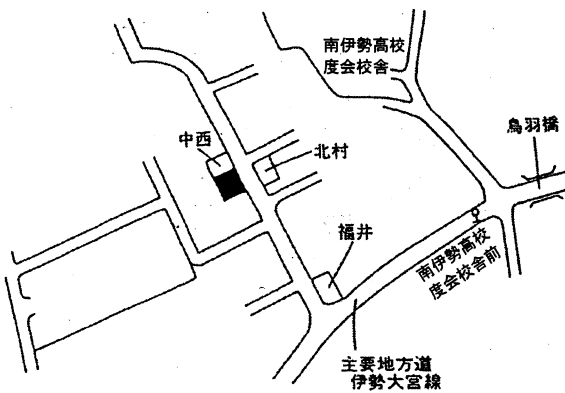 南伊勢高校
度会校舎
鳥羽橋
中西
北村
福井
南伊勢高校
度会校舎前
主要地方道
伊勢大宮線